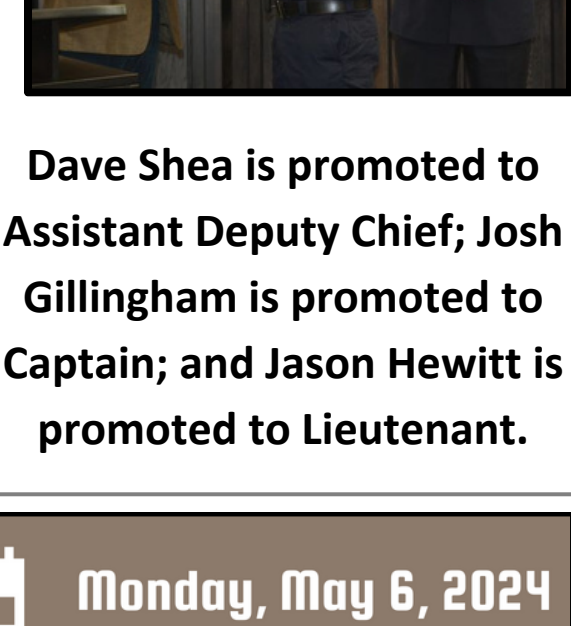 Dave Shea is promoted to
Assistant Deputy Chief; Josh
Gillingham is promoted to
Captain; and Jason Hewitt is
promoted to Lieutenant.
Monday, May 6, 2024